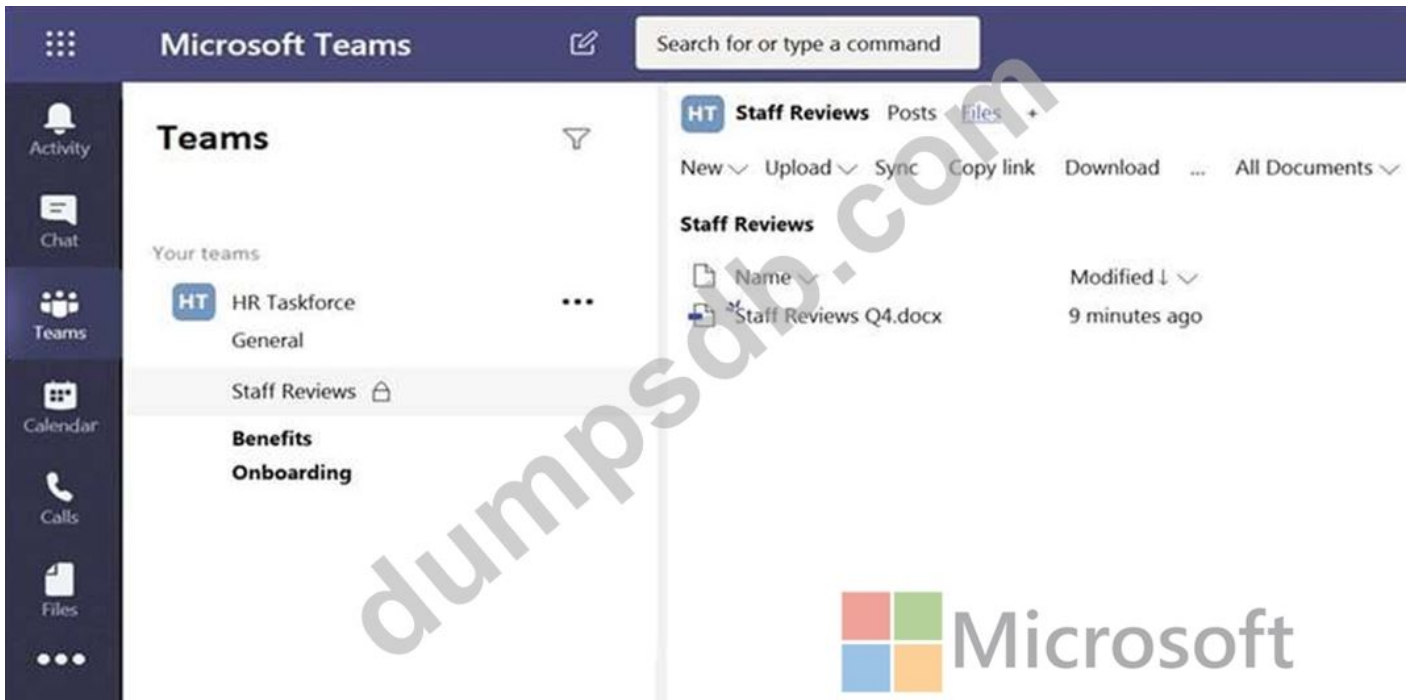 Microsoft Teams
Search for or type a command
Activity
Chat
Teams
Calendar
Calls
Files
Teams
Your teams
HT HR Taskforce
General
Staff Reviews
Benefits
Onboarding
HT Staff Reviews Posts Files +
New Upload Sync Copy link Download ... All Documents
Staff Reviews
Name Modified ↓
Staff Reviews Q4.docx 9 minutes ago
dumpsdb.com
Microsoft